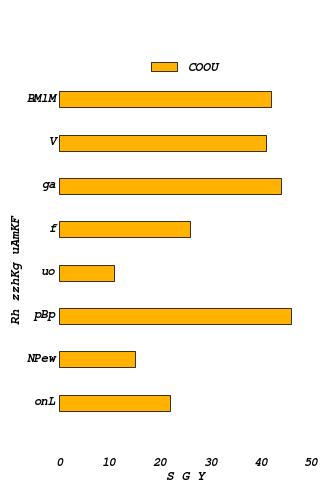 COOU
BMlM
V
ga
f
uo
pBp
NPew
onL
Rh zzhKg uAmKF
0 10 20 30 40 50
S G Y